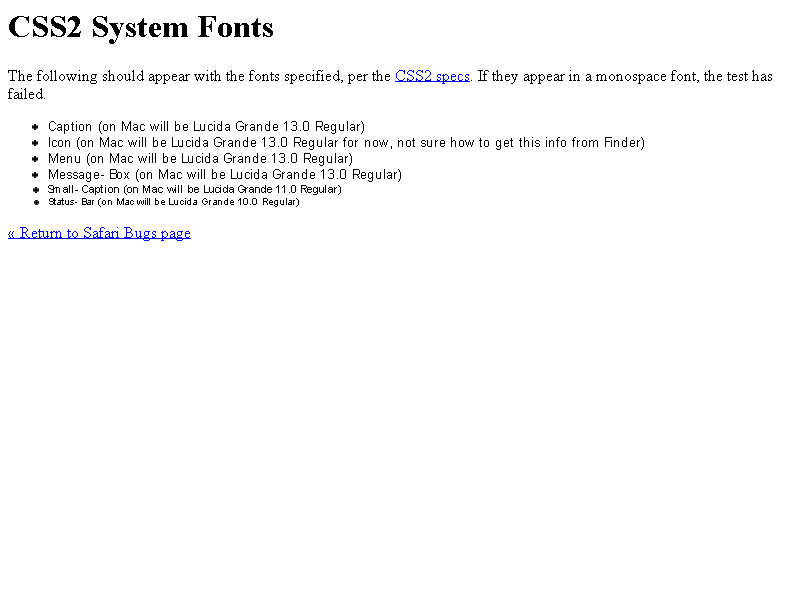 CSS2 System Fonts
The following should appear with the fonts specified, per the CSS2 specs. If they appear in a monospace font, the test has
failed.
Caption (on Mac will be Lucida Grande 13.0 Regular)
Icon (on Mac will be Lucida Grande 13.0 Regular for now, not sure how to get this info from Finder)
Menu (on Mac will be Lucida Grande 13.0 Regular)
Message- Box (on Mac will be Lucida Grande 13.0 Regular)
Small- Caption (on Mac will be Lucida Grande 11.0 Regular)
Status- Bar (on Mac will be Lucida Grande 10.0 Regular)
« Return to Safari Bugs page